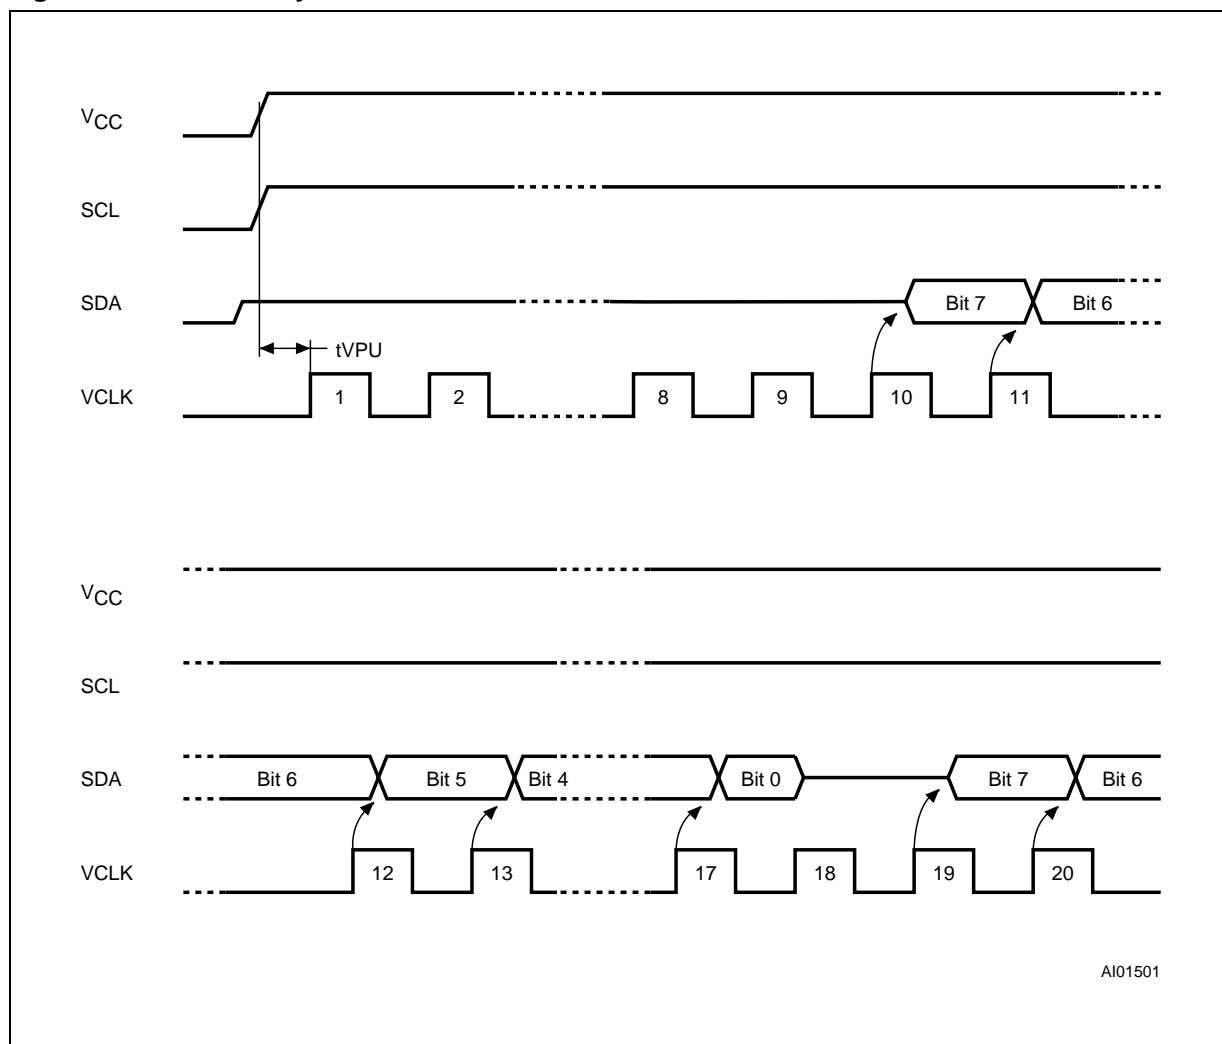 VCC
SCL
SDA Bit 7 Bit 6
tVPU
VCLK 1 2 8 9 10 11
VCC
SCL
SDA Bit 6 Bit 5 Bit 4 Bit 0 Bit 7 Bit 6
VCLK 12 13 17 18 19 20
AI01501